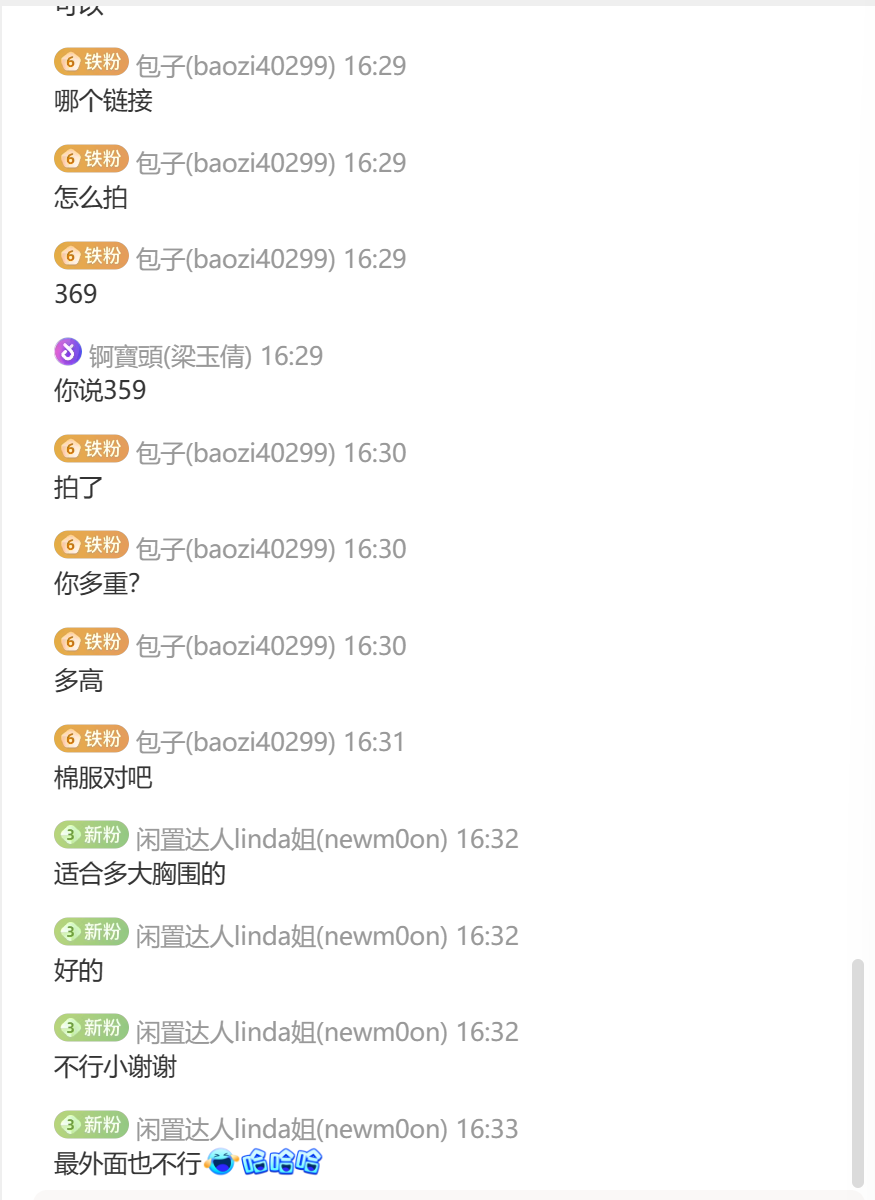 可以
6 铁粉 包子(baozi40299) 16:29
哪个链接
6 铁粉 包子(baozi40299) 16:29
怎么拍
6 铁粉 包子(baozi40299) 16:29
369
锕寶頭(梁玉倩) 16:29
你说359
6 铁粉 包子(baozi40299) 16:30
拍了
6 铁粉 包子(baozi40299) 16:30
你多重?
6 铁粉 包子(baozi40299) 16:30
多高
6 铁粉 包子(baozi40299) 16:31
棉服对吧
3 新粉 闲置达人linda姐(newm0on) 16:32
适合多大胸围的
3 新粉 闲置达人linda姐(newm0on) 16:32
好的
3 新粉 闲置达人linda姐(newm0on) 16:32
不行小谢谢
3 新粉 闲置达人linda姐(newm0on) 16:33
最外面也不行哈哈哈